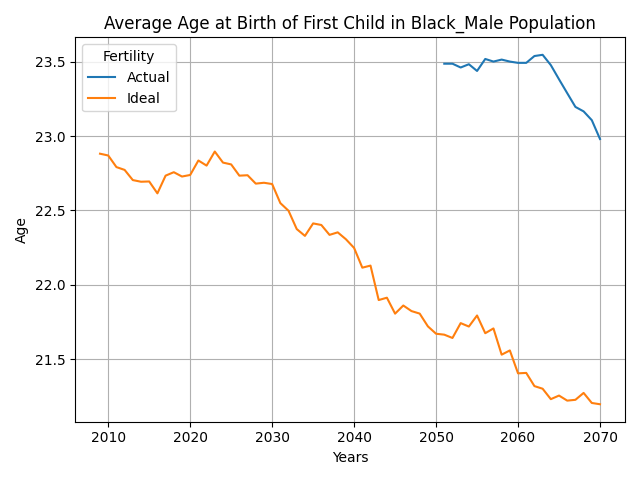 Average Age at Birth of First Child in Black_Male Population
Fertility
Actual
Ideal
Age
23.5
23.0
22.5
22.0
21.5
2010 2020 2030 2040 2050 2060 2070
Years